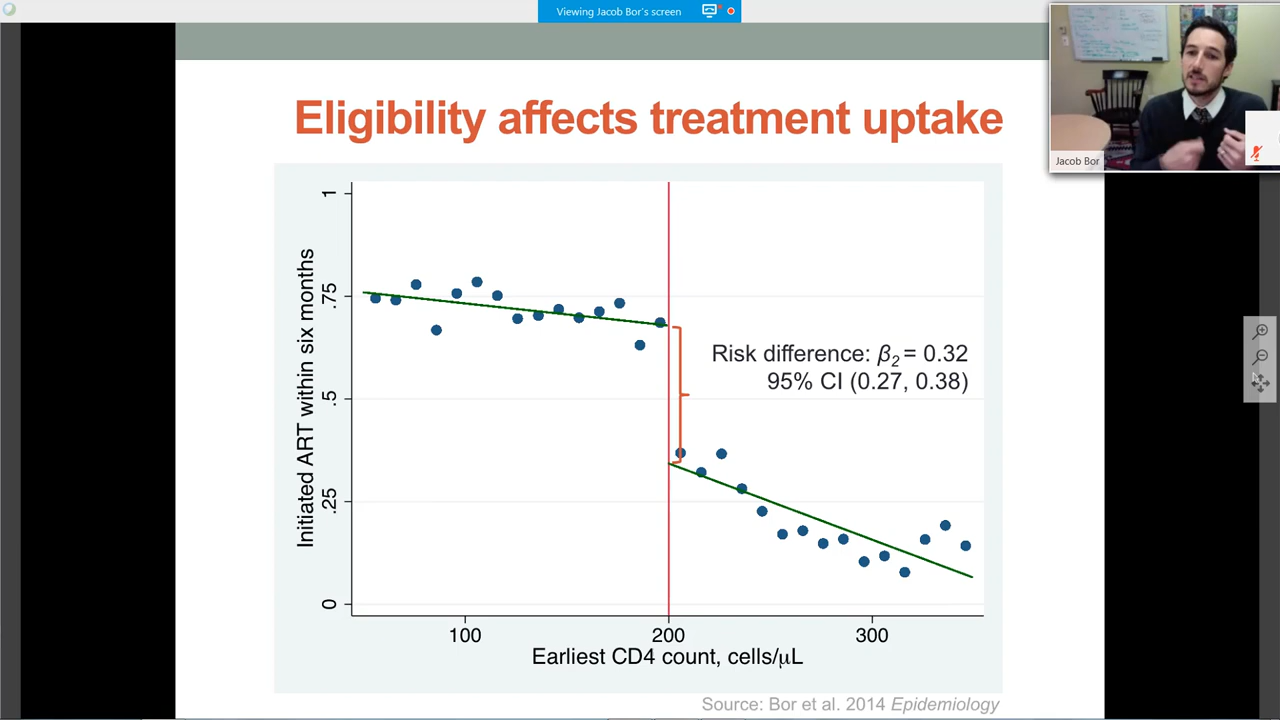 Viewing Jacob Bor's screen
Jacob Bor
Eligibility affects treatment uptake
Initiated ART within six months
1
.75
.5
.25
0
Risk difference: β₂ = 0.32
95% CI (0.27, 0.38)
100
200
300
Earliest CD4 count, cells/μL
Source: Bor et al. 2014 Epidemiology